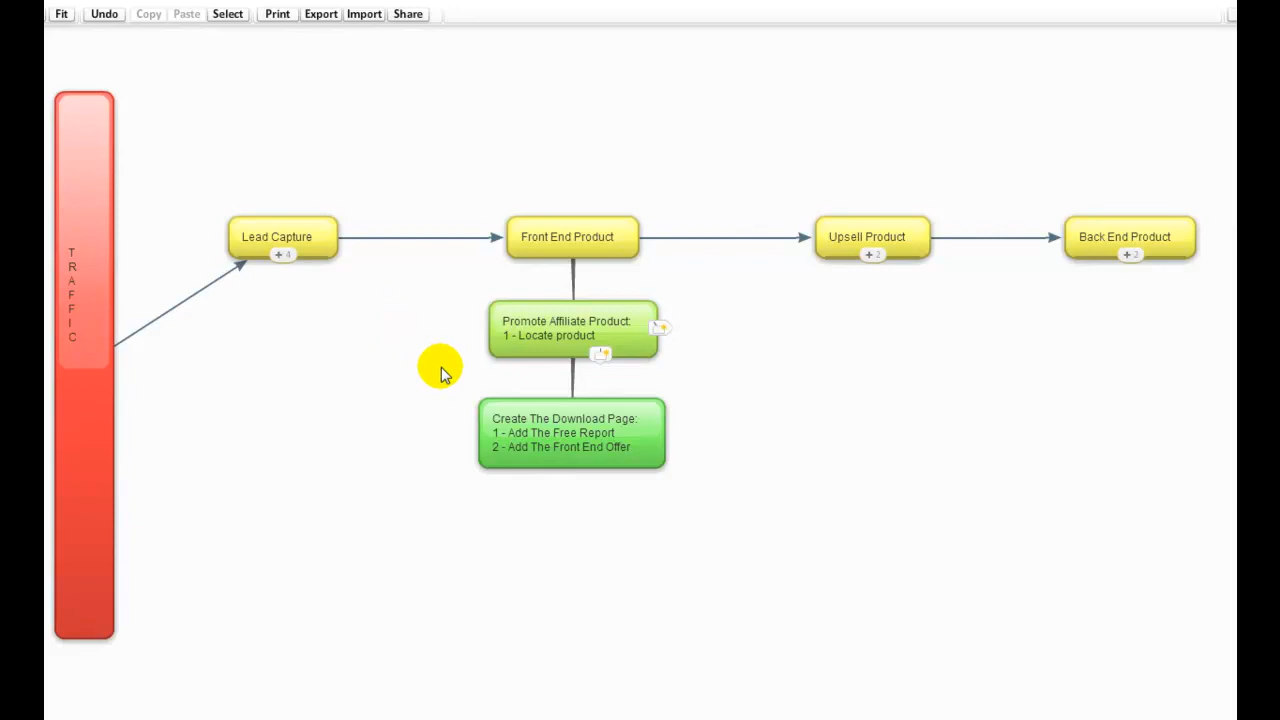 Fit Undo Copy Paste Select Print Export Import Share
TRAFFIC
Lead Capture
+ 4
Front End Product
Upsell Product
+ 2
Back End Product
+ 2
Promote Affiliate Product:
1 - Locate product
Create The Download Page:
1 - Add The Free Report
2 - Add The Front End Offer